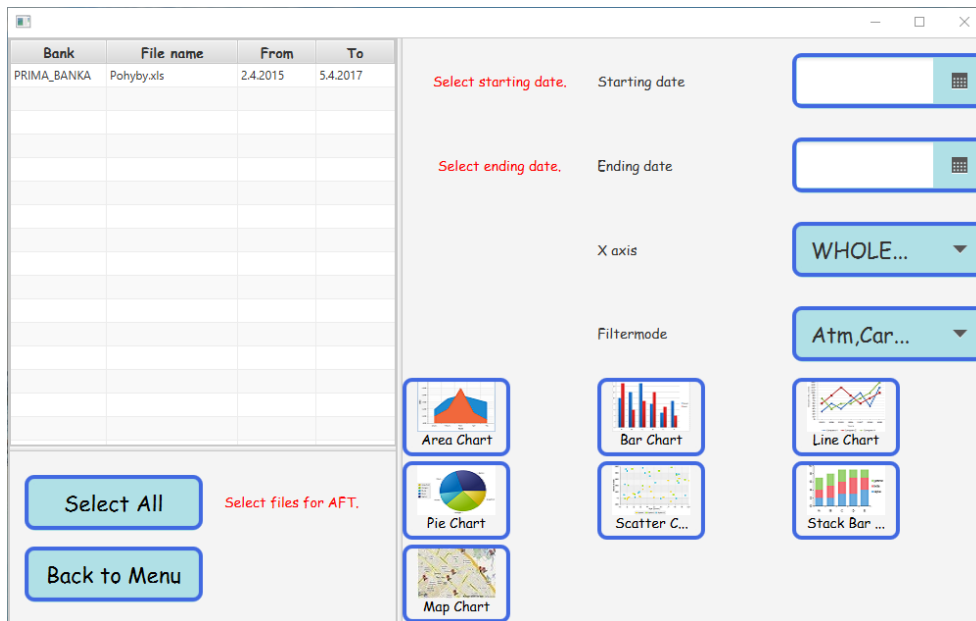 Bank File name From To
PRIMA_BANKA Pohyby.xls 2.4.2015 5.4.2017
Select starting date. Starting date
Select ending date. Ending date
X axis WHOLE...
Filtermode Atm,Car...
Area Chart Bar Chart Line Chart
Pie Chart Scatter C... Stack Bar ...
Map Chart
Select All Select files for AFT.
Back to Menu